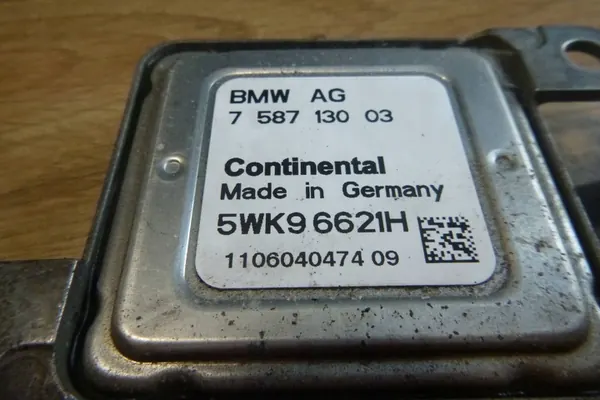 BMW AG
7 587 130 03
Continental
Made in Germany
5WK9 6621H
1106040474 09